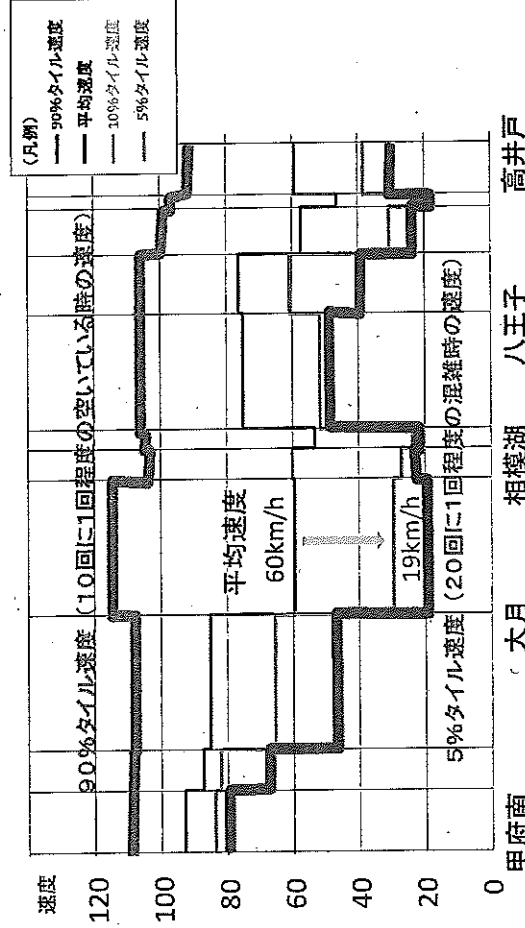 (凡例)
90%タイル速度
平均速度
10%タイル速度
5%タイル速度
速度
120
100
80
60
40
20
0
90%タイル速度(10回に1回程度の空いている時の速度)
平均速度
60km/h
19km/h
5%タイル速度(20回に1回程度の混雑時の速度)
甲府南
大月
相模湖
八王子
高井戸